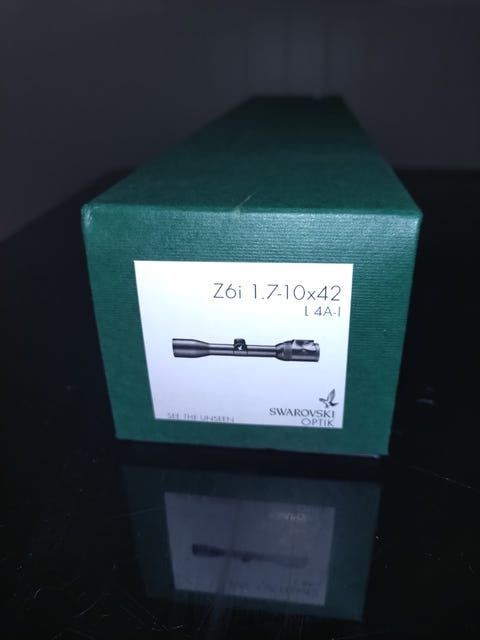 Z6i 1.7-10x42
L 4A-I
SEE THE UNSEEN
SWAROVSKI
OPTIK